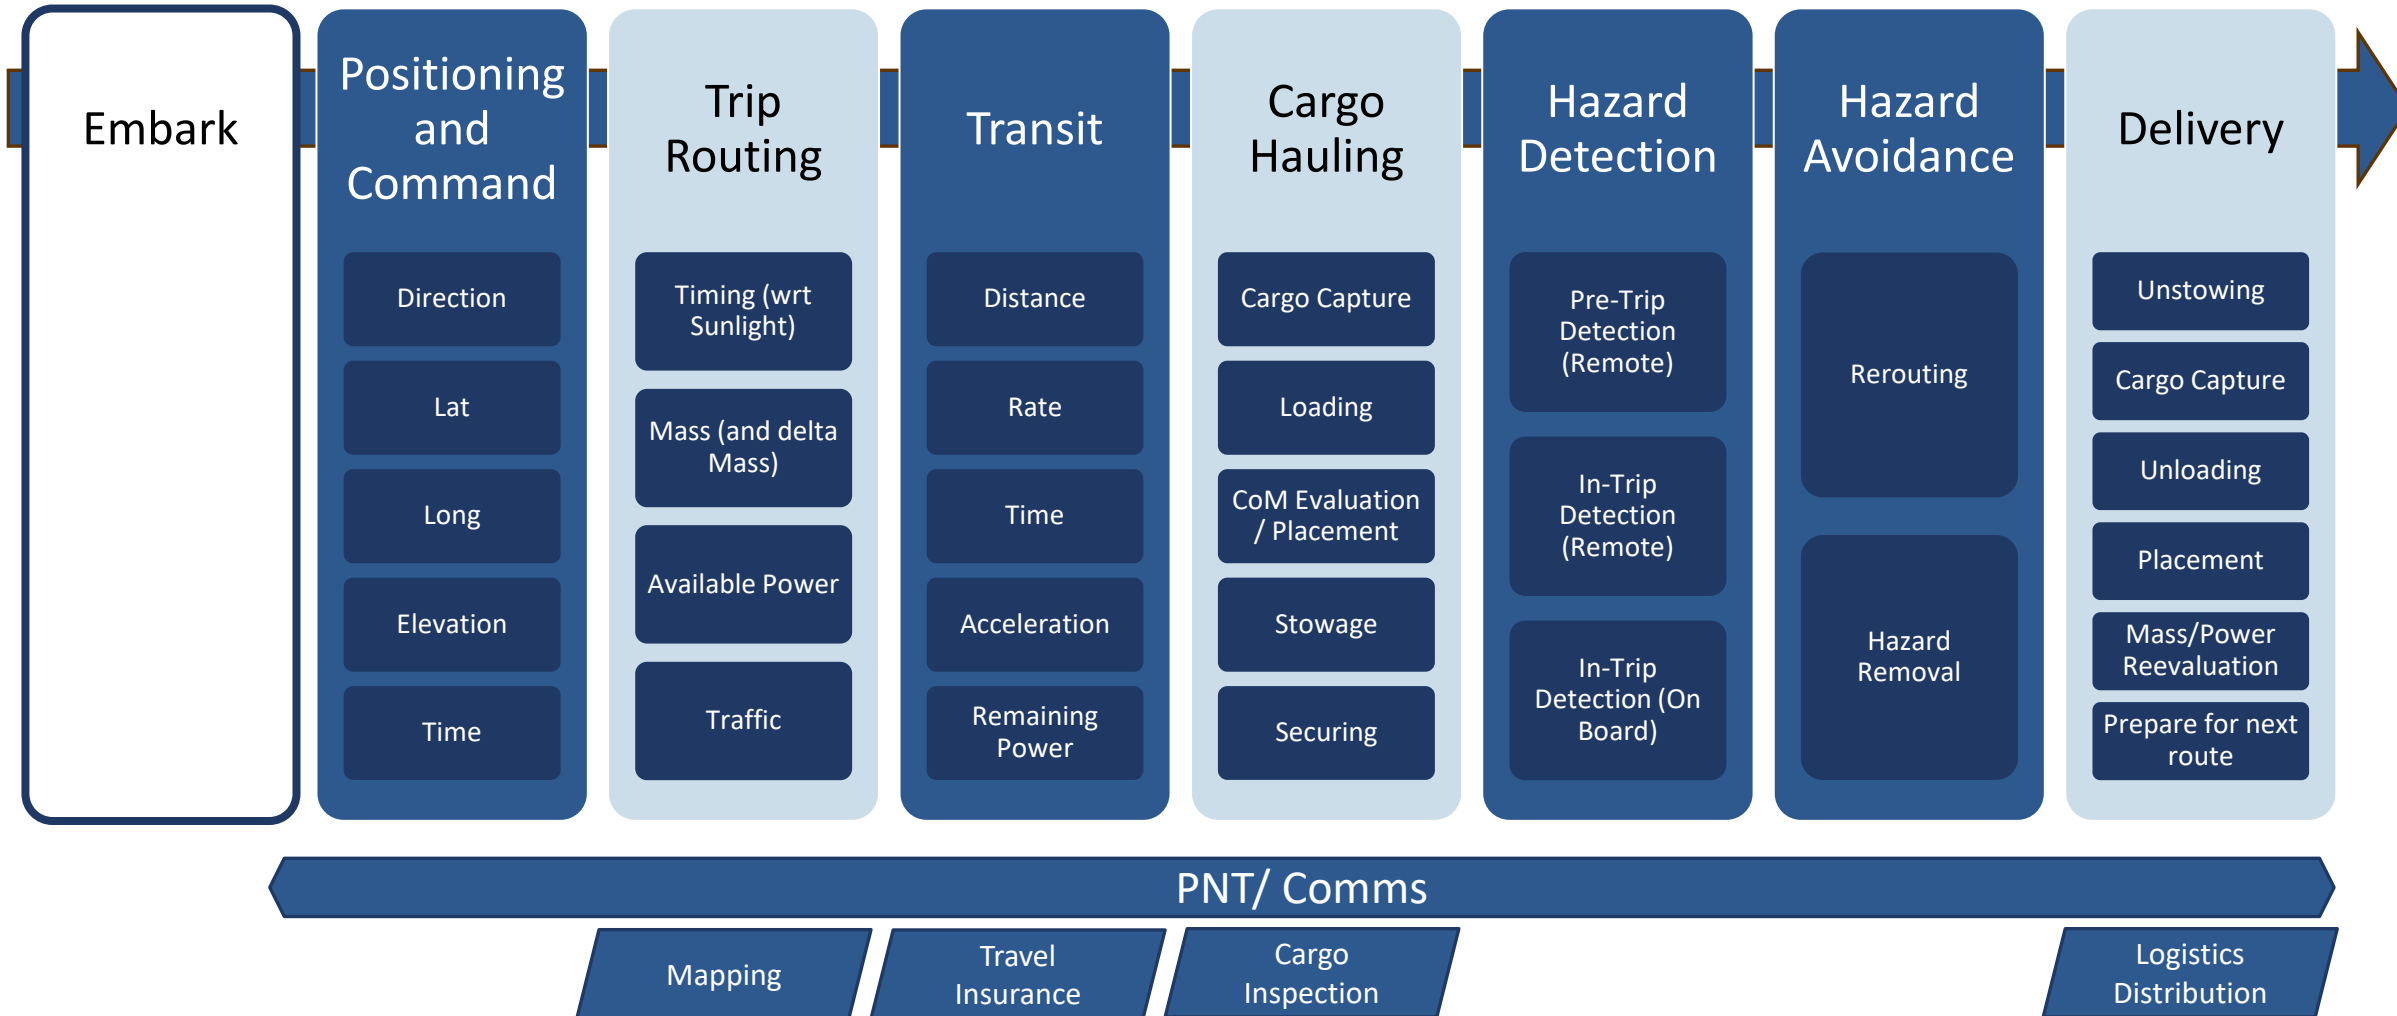 Embark
Positioning
and
Command
Direction
Lat
Long
Elevation
Time
Trip
Routing
Timing (wrt
Sunlight)
Mass (and delta
Mass)
Available Power
Traffic
Transit
Distance
Rate
Time
Acceleration
Remaining
Power
Cargo
Hauling
Cargo Capture
Loading
CoM Evaluation
/ Placement
Stowage
Securing
Hazard
Detection
Pre-Trip
Detection
(Remote)
In-Trip
Detection
(Remote)
In-Trip
Detection (On
Board)
Hazard
Avoidance
Rerouting
Hazard
Removal
Delivery
Unstowing
Cargo Capture
Unloading
Placement
Mass/Power
Reevaluation
Prepare for next
route
PNT/ Comms
Mapping
Travel
Insurance
Cargo
Inspection
Logistics
Distribution